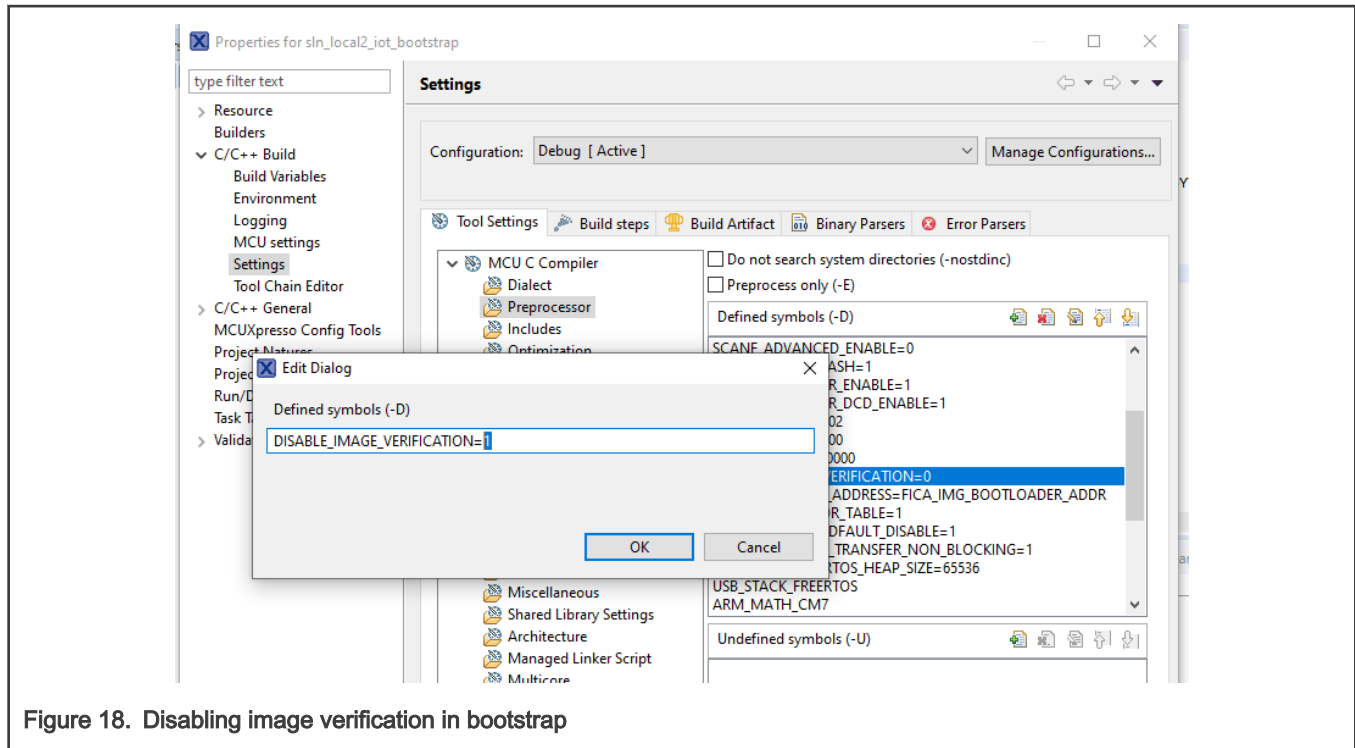 Properties for sln_local2_iot_bootstrap
type filter text
Settings
Resource
Builders
C/C++ Build
Build Variables
Environment
Logging
MCU settings
Settings
Tool Chain Editor
C/C++ General
MCUXpresso Config Tools
Project Natures
Configuration:
Debug [ Active ]
Manage Configurations...
Tool Settings
Build steps
Build Artifact
Binary Parsers
Error Parsers
MCU C Compiler
Dialect
Preprocessor
Includes
Optimization
Do not search system directories (-nostdinc)
Preprocess only (-E)
Defined symbols (-D)
SCANF_ADVANCED_ENABLE=0
ASH=1
R_ENABLE=1
R_DCD_ENABLE=1
02
00
0000
VERIFICATION=0
_ADDRESS=FICA_IMG_BOOTLOADER_ADDR
R_TABLE=1
DFAULT_DISABLE=1
_TRANSFER_NON_BLOCKING=1
RTOS_HEAP_SIZE=65536
USB_STACK_FREERTOS
ARM_MATH_CM7
Edit Dialog
Defined symbols (-D)
DISABLE_IMAGE_VERIFICATION=1
OK
Cancel
Miscellaneous
Shared Library Settings
Architecture
Managed Linker Script
Multicore
Undefined symbols (-U)
Figure 18. Disabling image verification in bootstrap